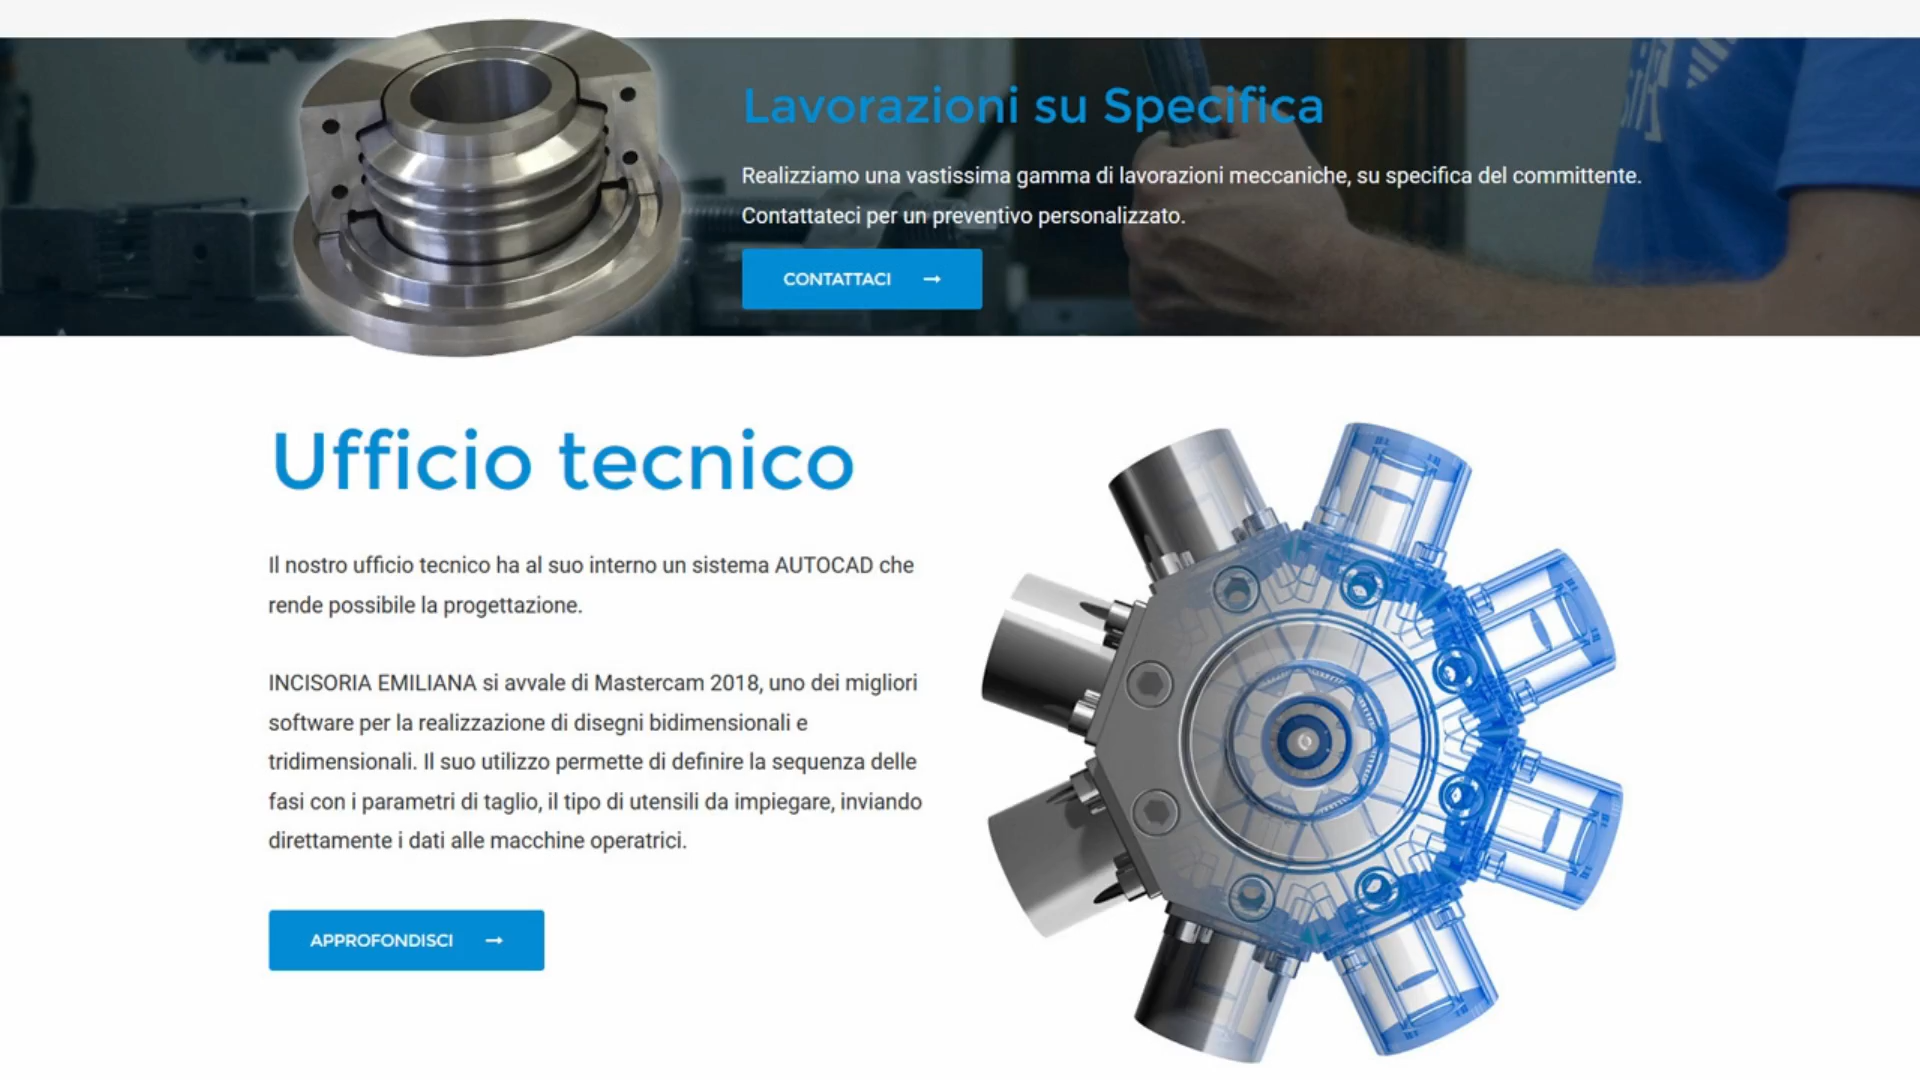 Lavorazioni su Specifica
Realizziamo una vastissima gamma di lavorazioni meccaniche, su specifica del committente.
Contattateci per un preventivo personalizzato.
CONTATTACI →
Ufficio tecnico
Il nostro ufficio tecnico ha al suo interno un sistema AUTOCAD che
rende possibile la progettazione.
INCISORIA EMILIANA si avvale di Mastercam 2018, uno dei migliori
software per la realizzazione di disegni bidimensionali e
tridimensionali. Il suo utilizzo permette di definire la sequenza delle
fasi con i parametri di taglio, il tipo di utensili da impiegare, inviando
direttamente i dati alle macchine operatrici.
APPROFONDISCI →